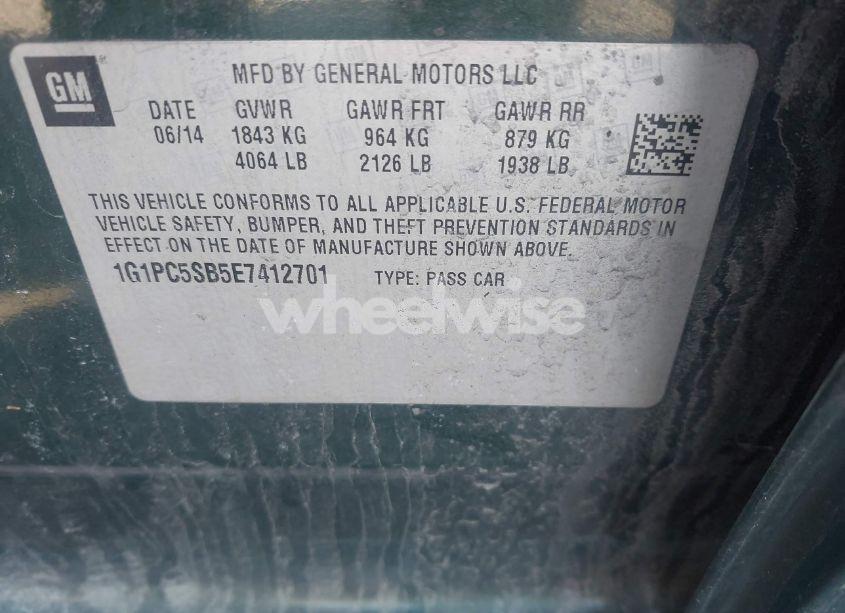 GM
MFD BY GENERAL MOTORS LLC
DATE GVWR GAWR FRT GAWR RR
06/14 1843 KG 964 KG 879 KG
4064 LB 2126 LB 1938 LB
THIS VEHICLE CONFORMS TO ALL APPLICABLE U.S. FEDERAL MOTOR
VEHICLE SAFETY, BUMPER, AND THEFT PREVENTION STANDARDS IN
EFFECT ON THE DATE OF MANUFACTURE SHOWN ABOVE.
1G1PC5SB5E7412701 TYPE: PASS CAR
wheelwise